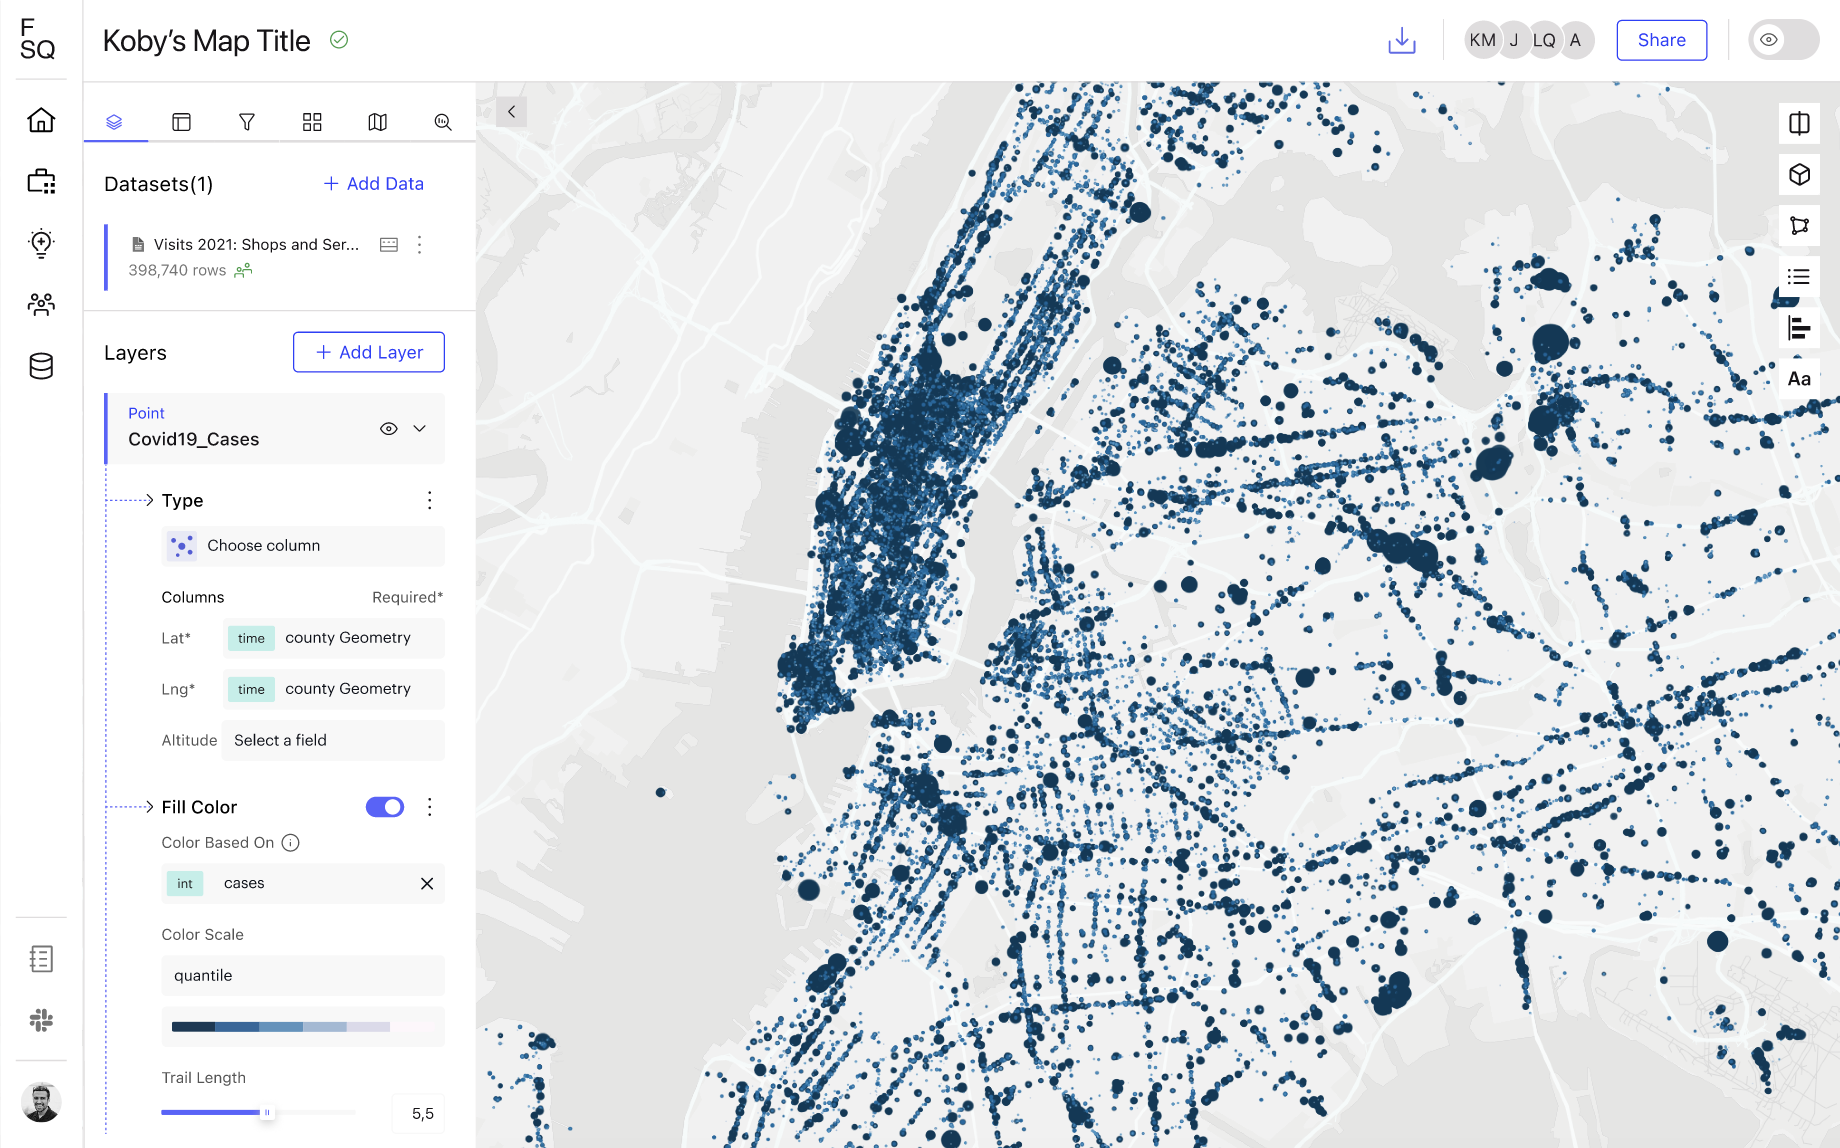 F
SQ
Koby's Map Title
KM J LQ A
Share
Datasets(1)
Add Data
Visits 2021: Shops and Ser...
398,740 rows
Layers
Add Layer
Point
Covid19_Cases
Type
Choose column
Columns
Required*
Lat*
time
county Geometry
Lng*
time
county Geometry
Altitude
Select a field
Fill Color
Color Based On
int
cases
Color Scale
quantile
Trail Length
5,5
Aa